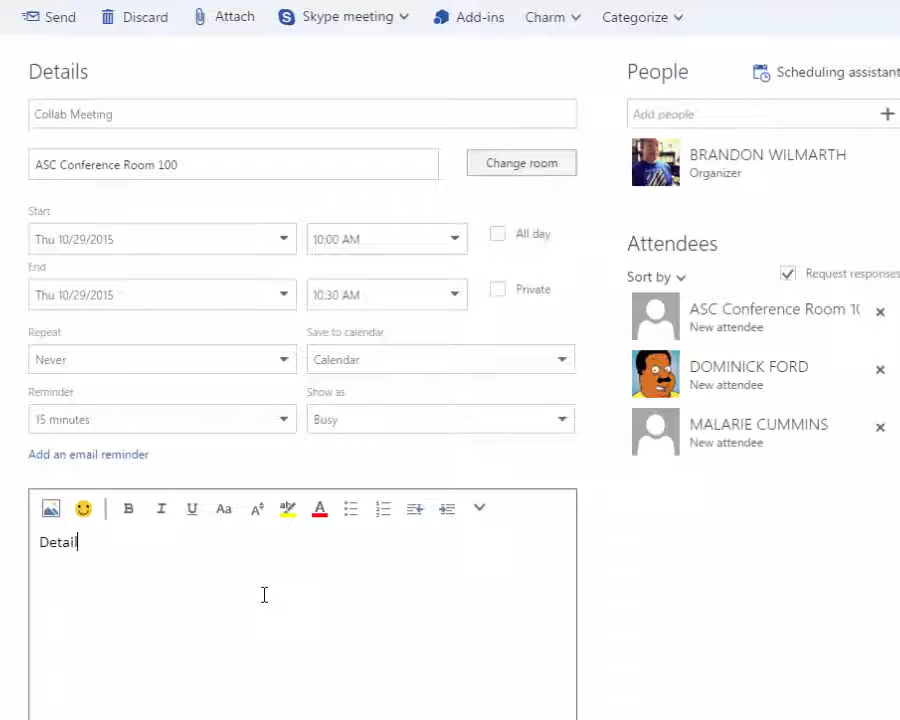 Send Discard Attach Skype meeting Add-ins Charm Categorize
Details
Collab Meeting
ASC Conference Room 100 Change room
Start
Thu 10/29/2015 10:00 AM All day
End
Thu 10/29/2015 10:30 AM Private
Repeat Save to calendar
Never Calendar
Reminder Show as
15 minutes Busy
Add an email reminder
B I U Aa A aby A
Detail
People Scheduling assistant
Add people
BRANDON WILMARTH
Organizer
Attendees
Sort by Request responses
ASC Conference Room 10
New attendee
DOMINICK FORD
New attendee
MALARIE CUMMINS
New attendee